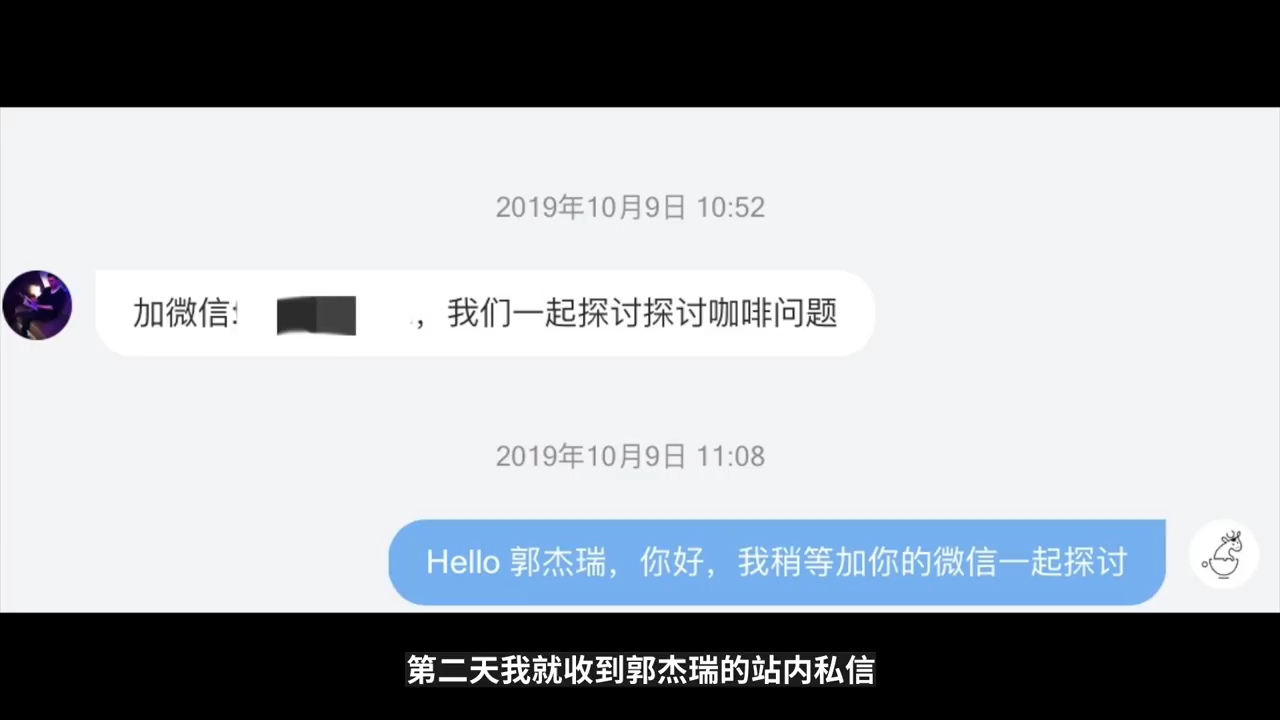 2019年10月9日 10:52
加微信: ，我们一起探讨探讨咖啡问题
2019年10月9日 11:08
Hello 郭杰瑞，你好，我稍等加你的微信一起探讨
第二天我就收到郭杰瑞的站内私信